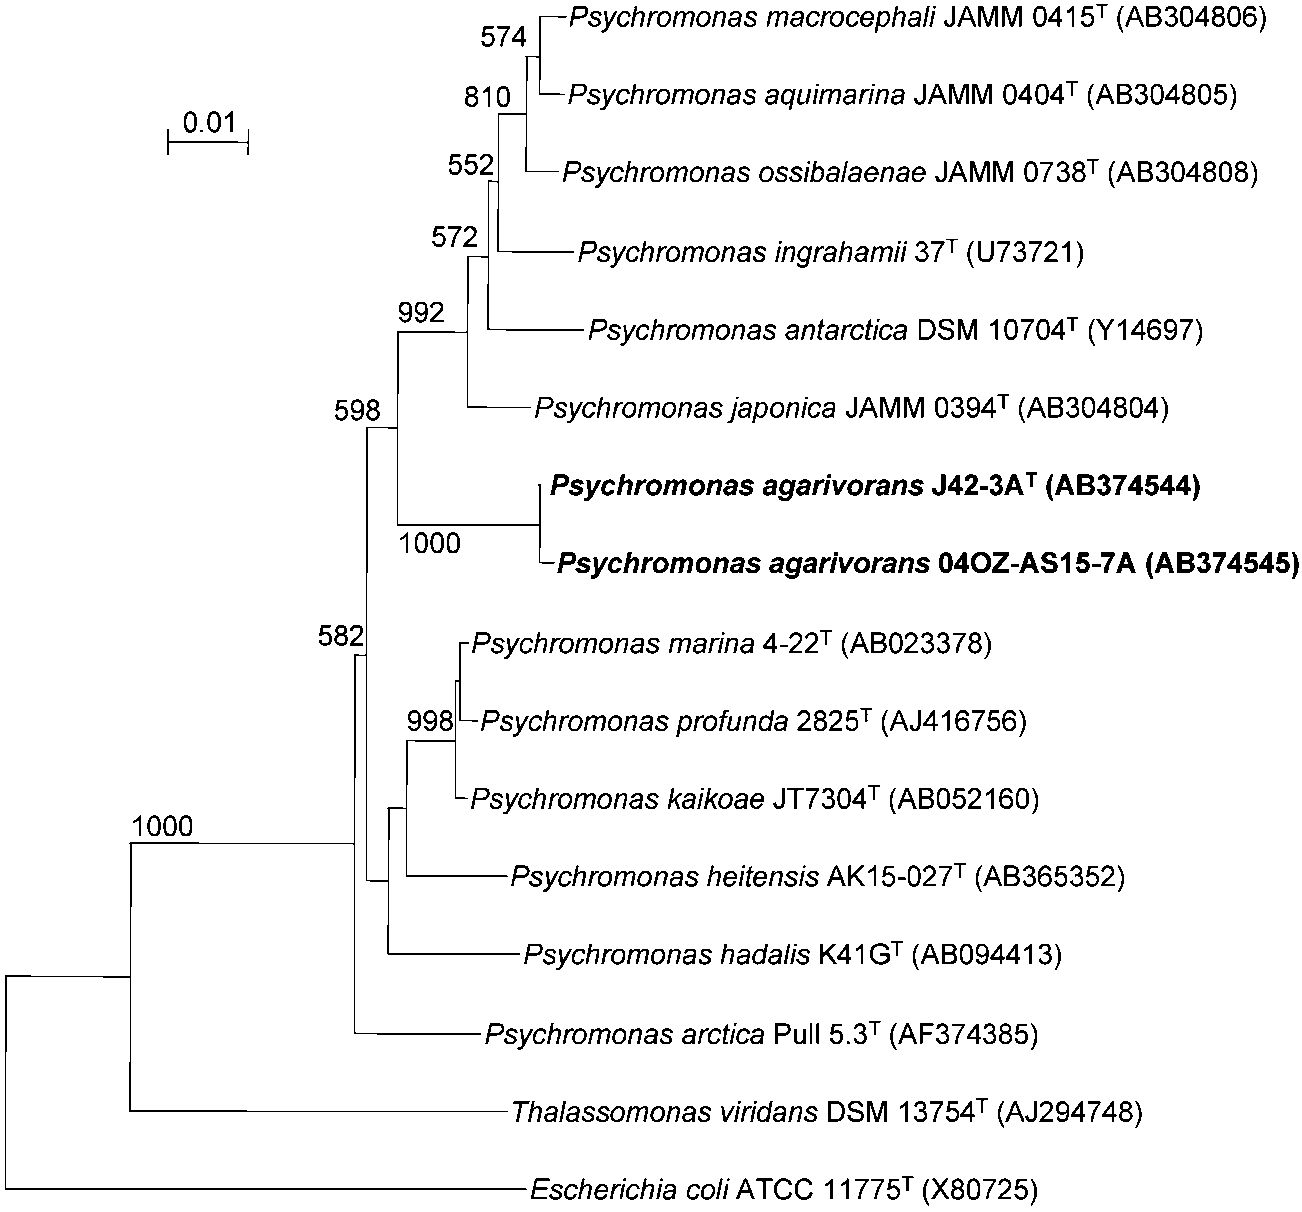 Psychromonas macrocephali JAMM 0415ᵀ (AB304806)
574
810
Psychromonas aquimarina JAMM 0404ᵀ (AB304805)
0.01
552
Psychromonas ossibalaenae JAMM 0738ᵀ (AB304808)
572
Psychromonas ingrahamii 37ᵀ (U73721)
992
Psychromonas antarctica DSM 10704ᵀ (Y14697)
598
Psychromonas japonica JAMM 0394ᵀ (AB304804)
Psychromonas agarivorans J42-3Aᵀ (AB374544)
1000
Psychromonas agarivorans 04OZ-AS15-7A (AB374545)
582
Psychromonas marina 4-22ᵀ (AB023378)
998
Psychromonas profunda 2825ᵀ (AJ416756)
Psychromonas kaikoae JT7304ᵀ (AB052160)
1000
Psychromonas heitensis AK15-027ᵀ (AB365352)
Psychromonas hadalis K41Gᵀ (AB094413)
Psychromonas arctica Pull 5.3ᵀ (AF374385)
Thalassomonas viridans DSM 13754ᵀ (AJ294748)
Escherichia coli ATCC 11775ᵀ (X80725)